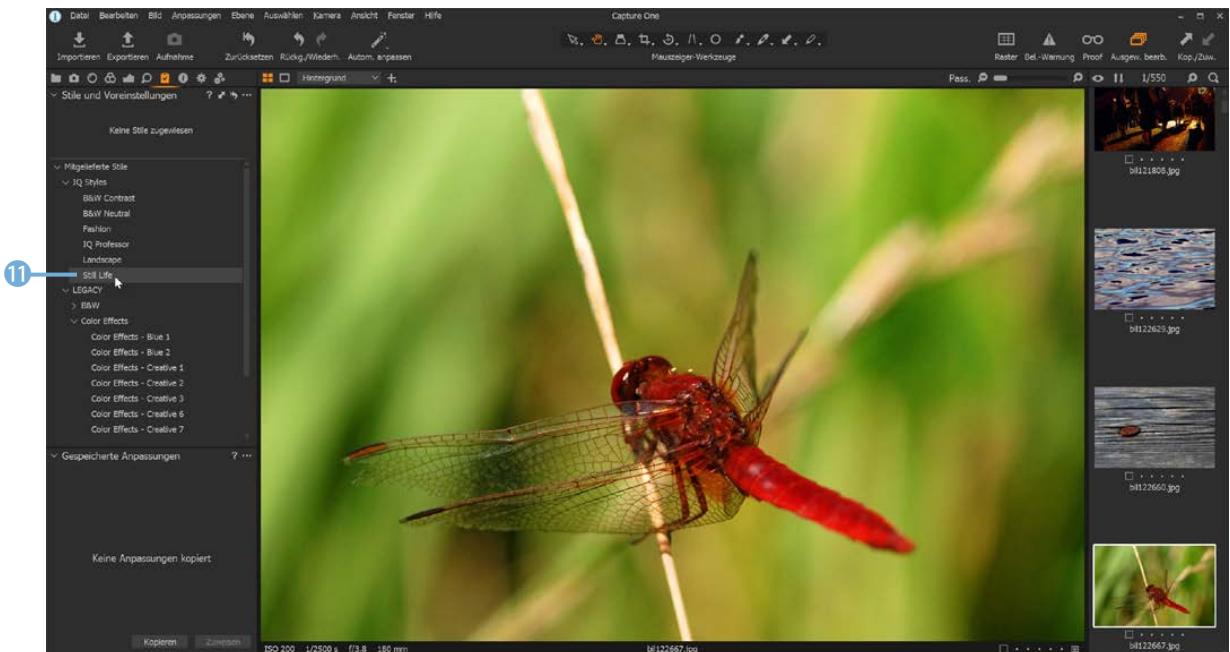 Datei Bearbeiten Bild Anpassungen Ebene Auswählen Kamera Ansicht Fenster Hilfe
Capture One
Importieren Exportieren Aufnahme Zurücksetzen Rückg./Wiederh. Autom. anpassen
Mauszeiger-Werkzeuge
Raster Bel.-Warnung Proof Ausgew. bearb. Kop./Zuw.
Hintergrund
Pass.
1/550
Stile und Voreinstellungen ? ...
Keine Stile zugewiesen
Mitgelieferte Stile
IQ Styles
B&W Contrast
B&W Neutral
Fashion
IQ Professor
Landscape
11 Still Life
LEGACY
B&W
Color Effects
Color Effects - Blue 1
Color Effects - Blue 2
Color Effects - Creative 1
Color Effects - Creative 2
Color Effects - Creative 3
Color Effects - Creative 6
Color Effects - Creative 7
Gespeicherte Anpassungen ? ...
Keine Anpassungen kopiert
Kopieren Zuweisen
ISO 200 1/2500 s f/3.8 180 mm
bil122667.jpg
bil121808.jpg
bil122629.jpg
bil122660.jpg
bil122667.jpg